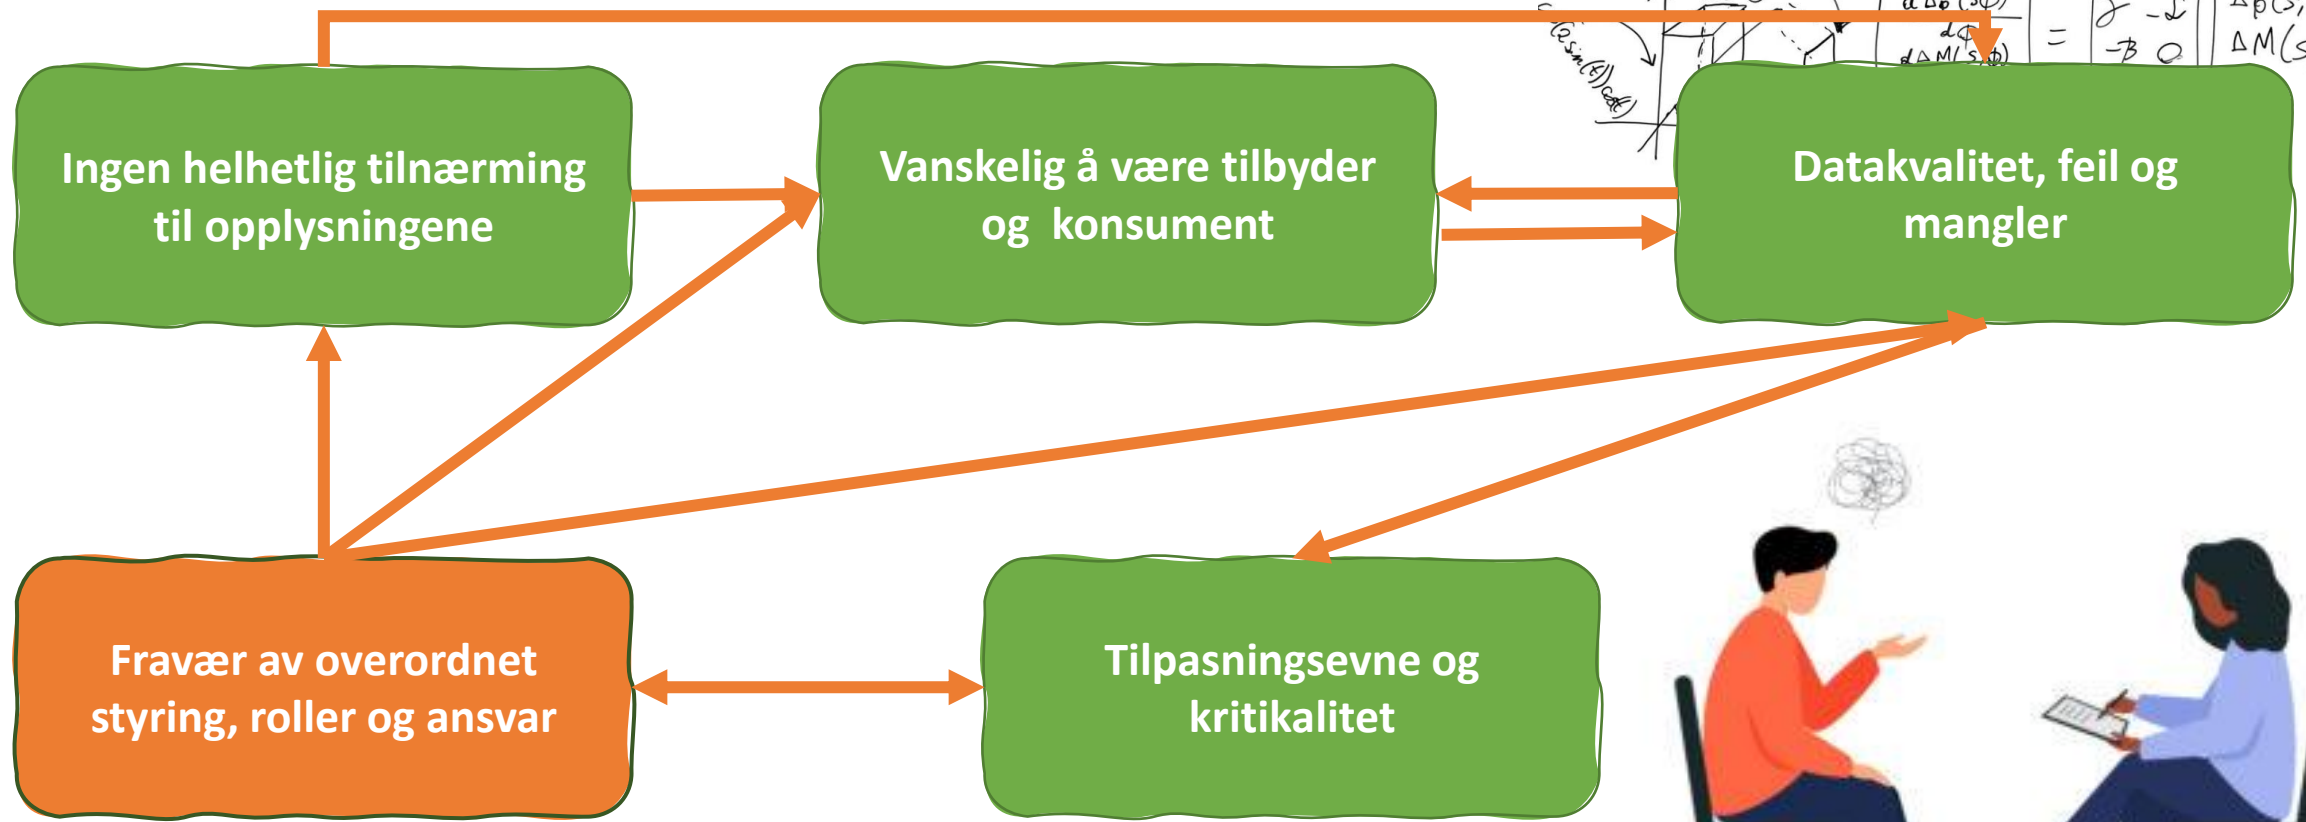 Ingen helhetlig tilnærming
til opplysningene
Vanskelig å være tilbyder
og konsument
Datakvalitet, feil og
mangler
Fravær av overordnet
styring, roller og ansvar
Tilpasningsevne og
kritikalitet